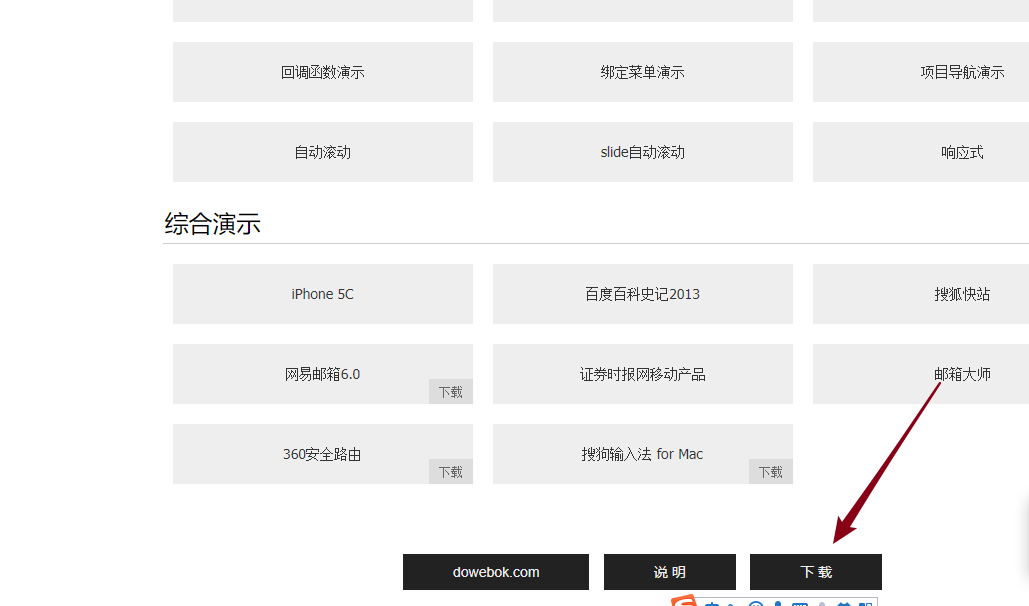 回调函数演示
绑定菜单演示
项目导航演示
自动滚动
slide自动滚动
响应式
综合演示
iPhone 5C
百度百科史记2013
搜狐快站
网易邮箱6.0
下载
证券时报网移动产品
邮箱大师
360安全路由
下载
搜狗输入法 for Mac
下载
dowebok.com
说 明
下 载